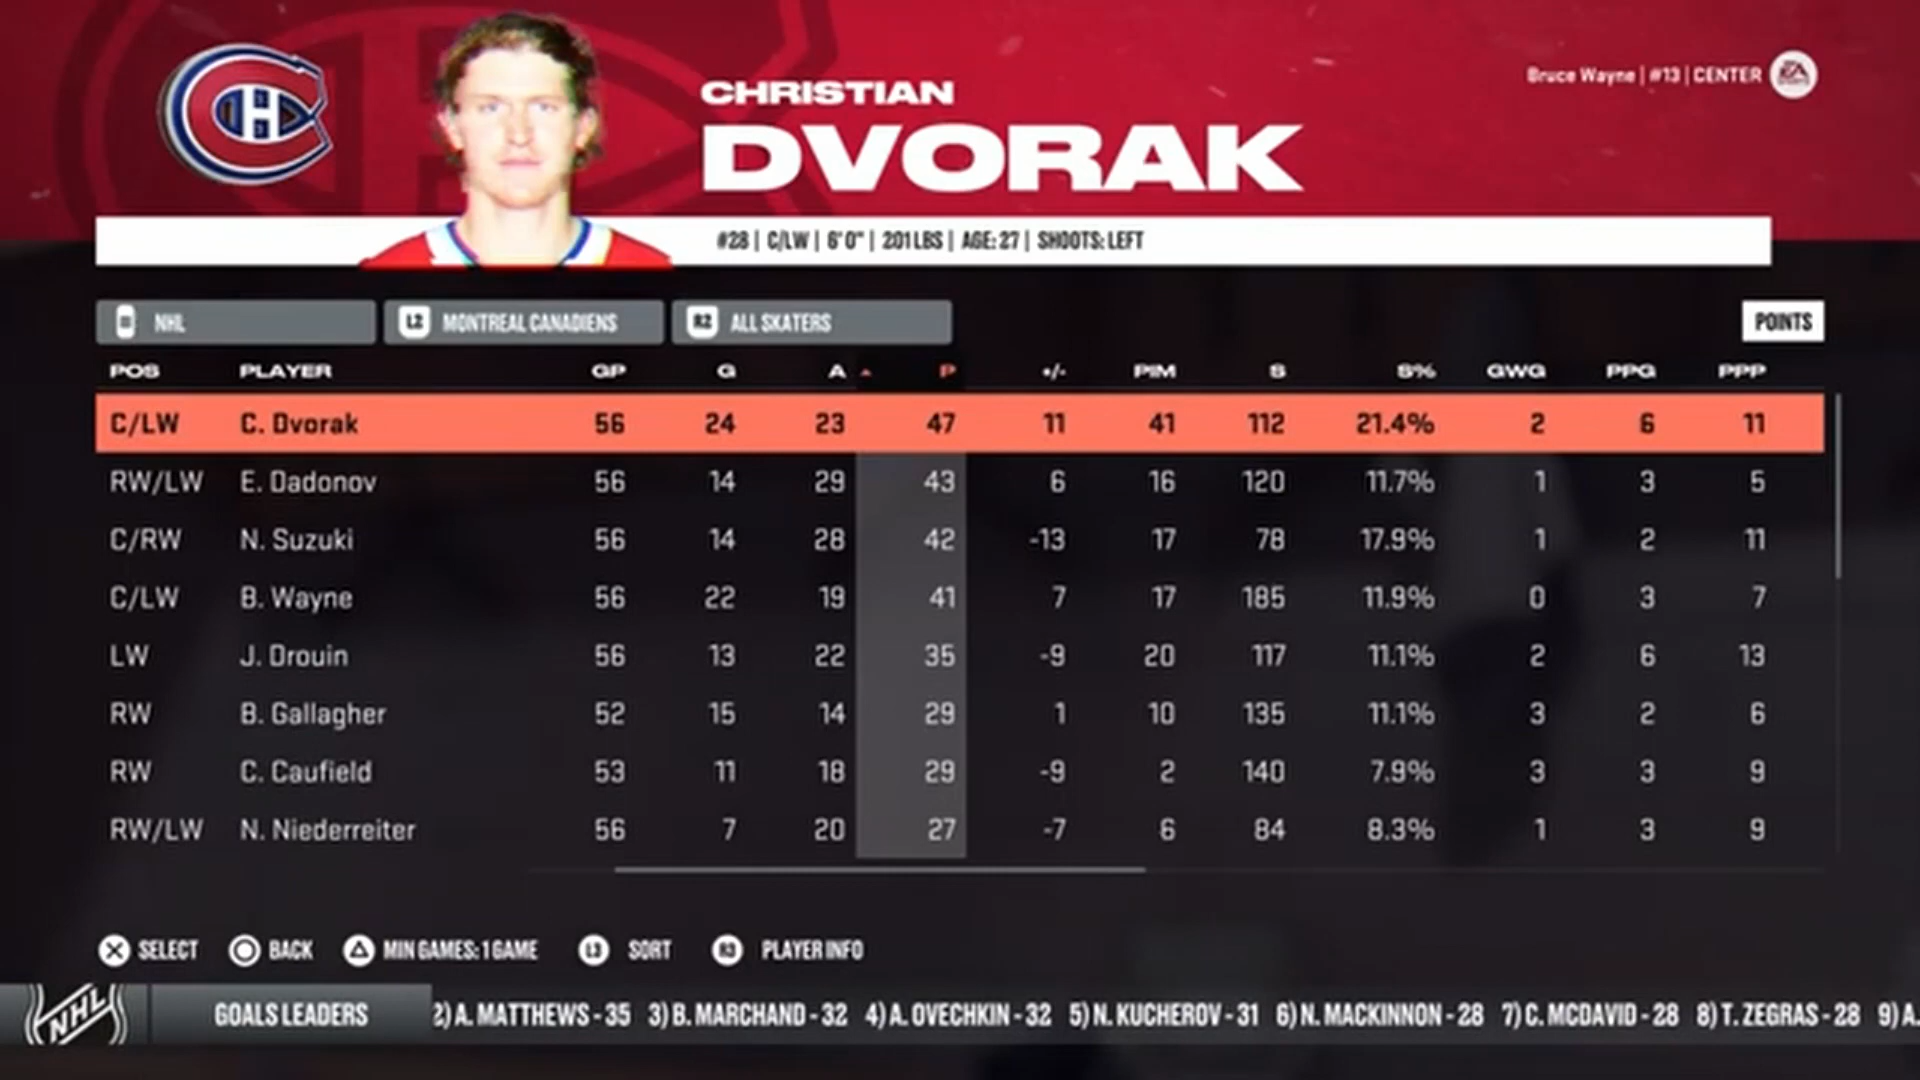 Bruce Wayne | #13 | CENTER
CHRISTIAN
DVORAK
#28 | C/LW | 6' 0" | 201 LBS | AGE: 27 | SHOOTS: LEFT
NHL L2 MONTREAL CANADIENS R2 ALL SKATERS POINTS
POS PLAYER GP G A P +/- PIM S S% GWG PPG PPP
C/LW C. Dvorak 56 24 23 47 11 41 112 21.4% 2 6 11
RW/LW E. Dadonov 56 14 29 43 6 16 120 11.7% 1 3 5
C/RW N. Suzuki 56 14 28 42 -13 17 78 17.9% 1 2 11
C/LW B. Wayne 56 22 19 41 7 17 185 11.9% 0 3 7
LW J. Drouin 56 13 22 35 -9 20 117 11.1% 2 6 13
RW B. Gallagher 52 15 14 29 1 10 135 11.1% 3 2 6
RW C. Caufield 53 11 18 29 -9 2 140 7.9% 3 3 9
RW/LW N. Niederreiter 56 7 20 27 -7 6 84 8.3% 1 3 9
SELECT BACK MIN GAMES: 1 GAME L3 SORT R3 PLAYER INFO
NHL GOALS LEADERS 2) A. MATTHEWS - 35 3) B. MARCHAND - 32 4) A. OVECHKIN - 32 5) N. KUCHEROV - 31 6) N. MACKINNON - 28 7) C. MCDAVID - 28 8) T. ZEGRAS - 28 9) A.